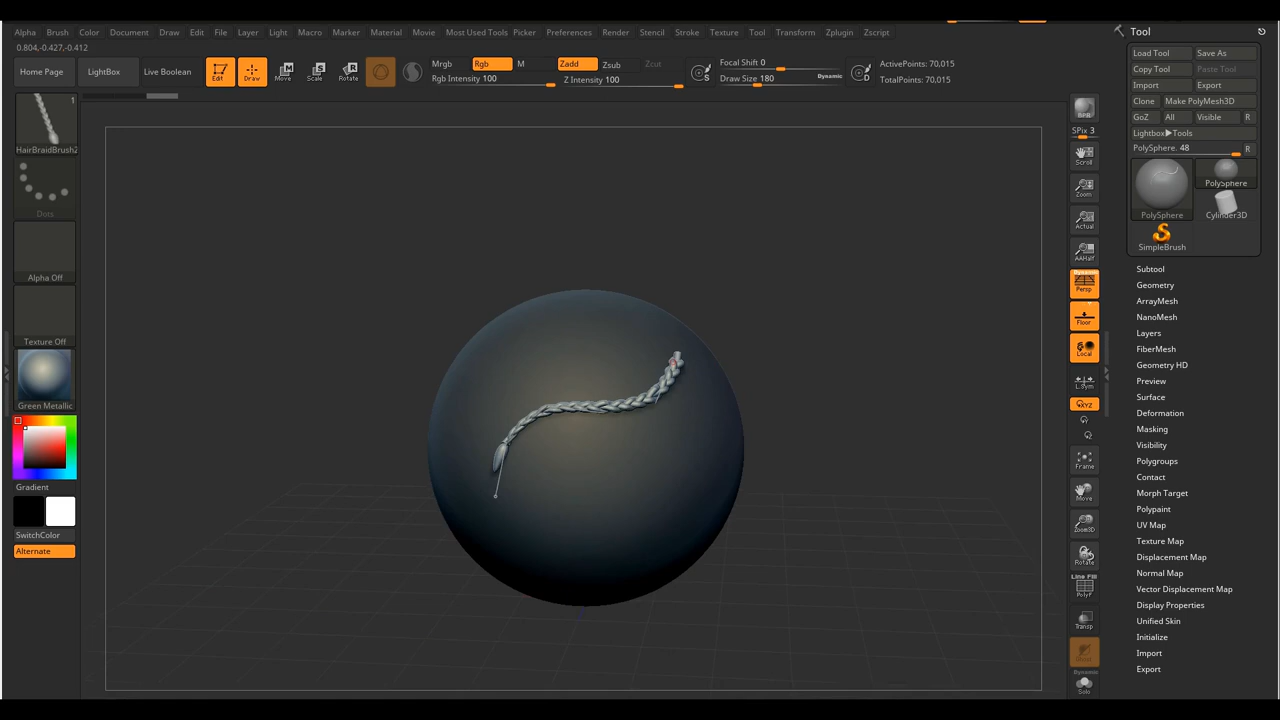 Alpha Brush Color Document Draw Edit File Layer Light Macro Marker Material Movie Most Used Tools Picker Preferences Render Stencil Stroke Texture Tool Transform Zplugin Zscript
0.804,-0.427,-0.412
Home Page LightBox Live Boolean Edit Draw Move Scale Rotate
Mrgb Rgb M
Rgb Intensity 100
Zadd Zsub Zcut
Z Intensity 100
S
Focal Shift 0
Draw Size 180 Dynamic
D
ActivePoints: 70,015
TotalPoints: 70,015
1
HairBraidBrush2
Dots
Alpha Off
Texture Off
Green Metallic
Gradient
SwitchColor
Alternate
BPR
SPix 3
Scroll
Zoom
Actual
AAHalf
Dynamic
Persp
Floor
Local
L.Sym
XYZ
Frame
Move
Zoom3D
Rotate
Line Fill
PolyF
Transp
Dynamic
Solo
Tool
Load Tool Save As
Copy Tool Paste Tool
Import Export
Clone Make PolyMesh3D
GoZ All Visible R
Lightbox▶Tools
PolySphere. 48 R
PolySphere
PolySphere
Cylinder3D
SimpleBrush
Subtool
Geometry
ArrayMesh
NanoMesh
Layers
FiberMesh
Geometry HD
Preview
Surface
Deformation
Masking
Visibility
Polygroups
Contact
Morph Target
Polypaint
UV Map
Texture Map
Displacement Map
Normal Map
Vector Displacement Map
Display Properties
Unified Skin
Initialize
Import
Export